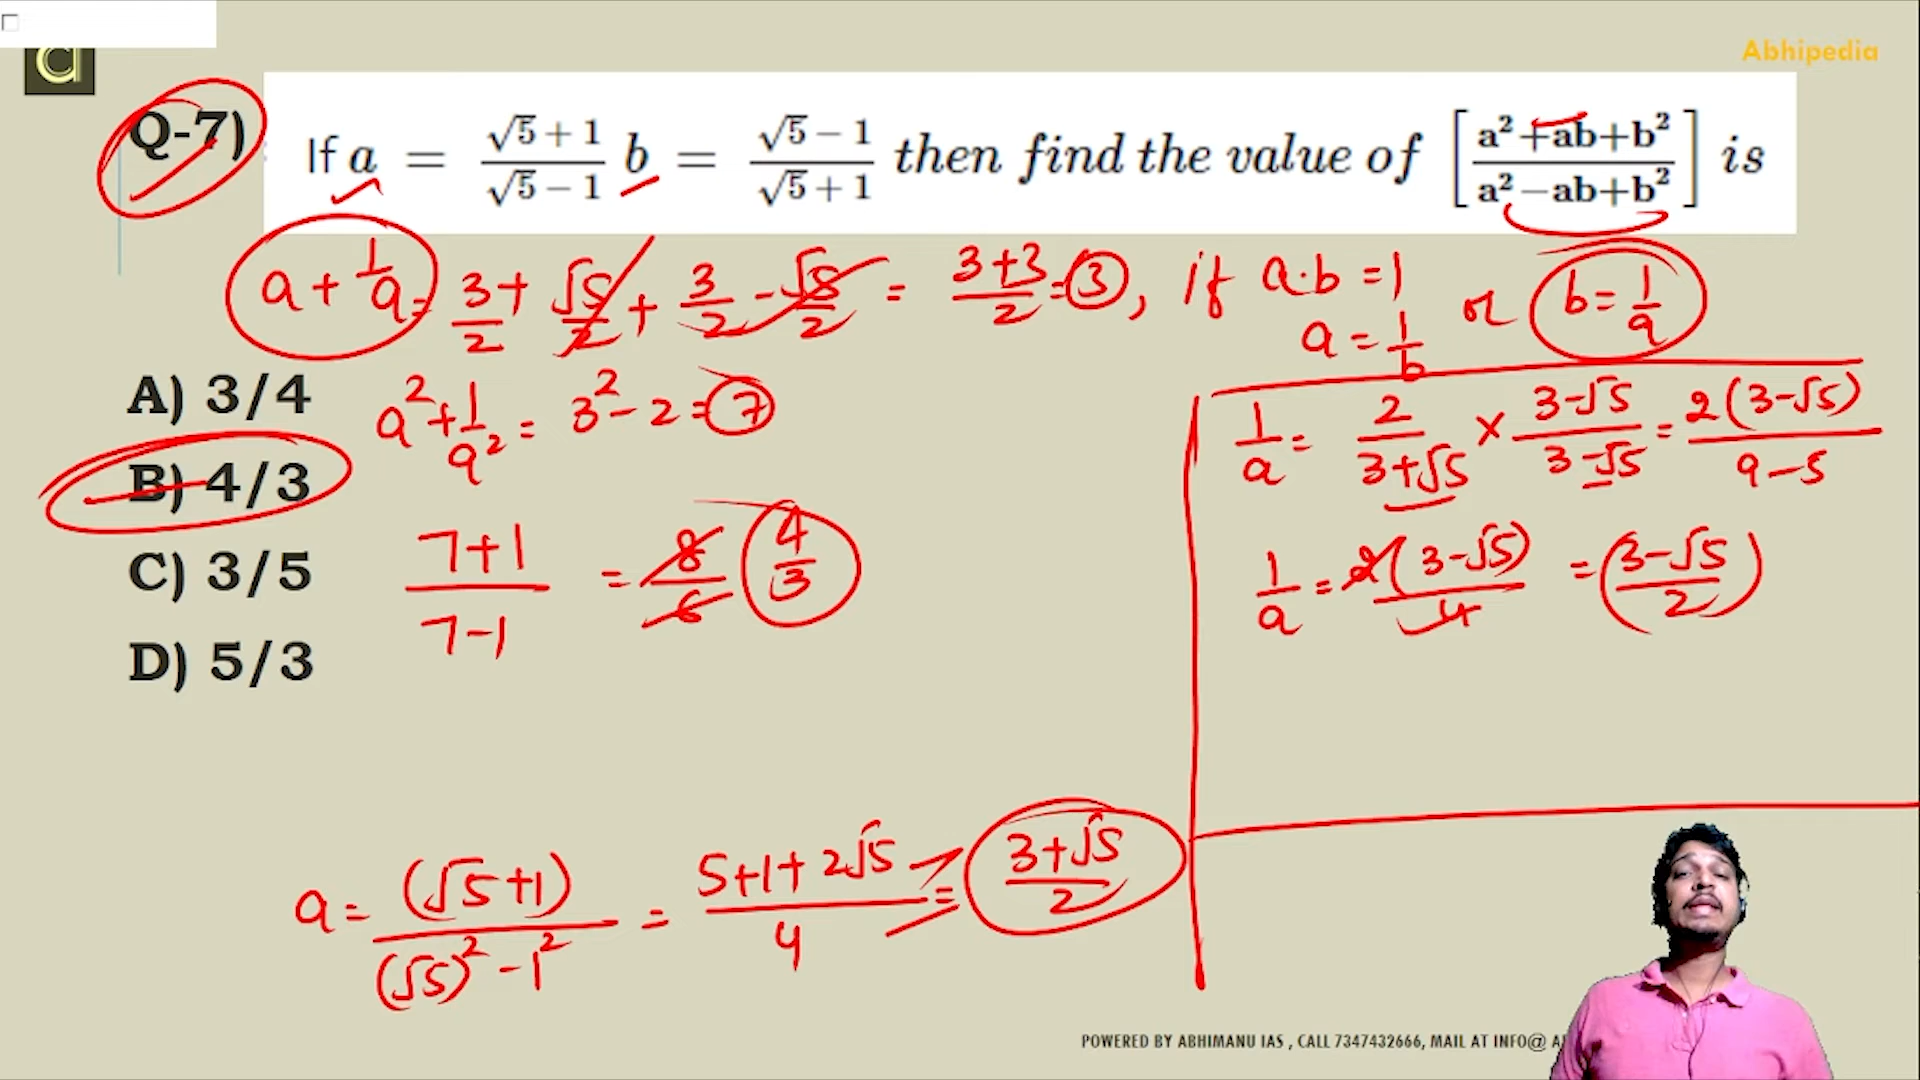 a
Abhipedia
Q-7) If a = (√5 + 1)/(√5 − 1) b = (√5 − 1)/(√5 + 1) then find the value of [(a² + ab + b²)/(a² − ab + b²)] is
a + 1/a = 3/2 + √5/2 + 3/2 - √5/2 = (3+3)/2 = 3, if a·b = 1 or b = 1/a
a = 1/b
A) 3/4
a² + 1/a² = 3² - 2 = 7
1/a = 2/(3+√5) × (3-√5)/(3-√5) = 2(3-√5)/(9-5)
B) 4/3
(7+1)/(7-1) = 8/6 4/3
1/a = 2(3-√5)/4 = (3-√5)/2
C) 3/5
D) 5/3
a = (√5+1)/((√5)² - 1²) = (5+1+2√5)/4 = (3+√5)/2
POWERED BY ABHIMANU IAS , CALL 7347432666, MAIL AT INFO@